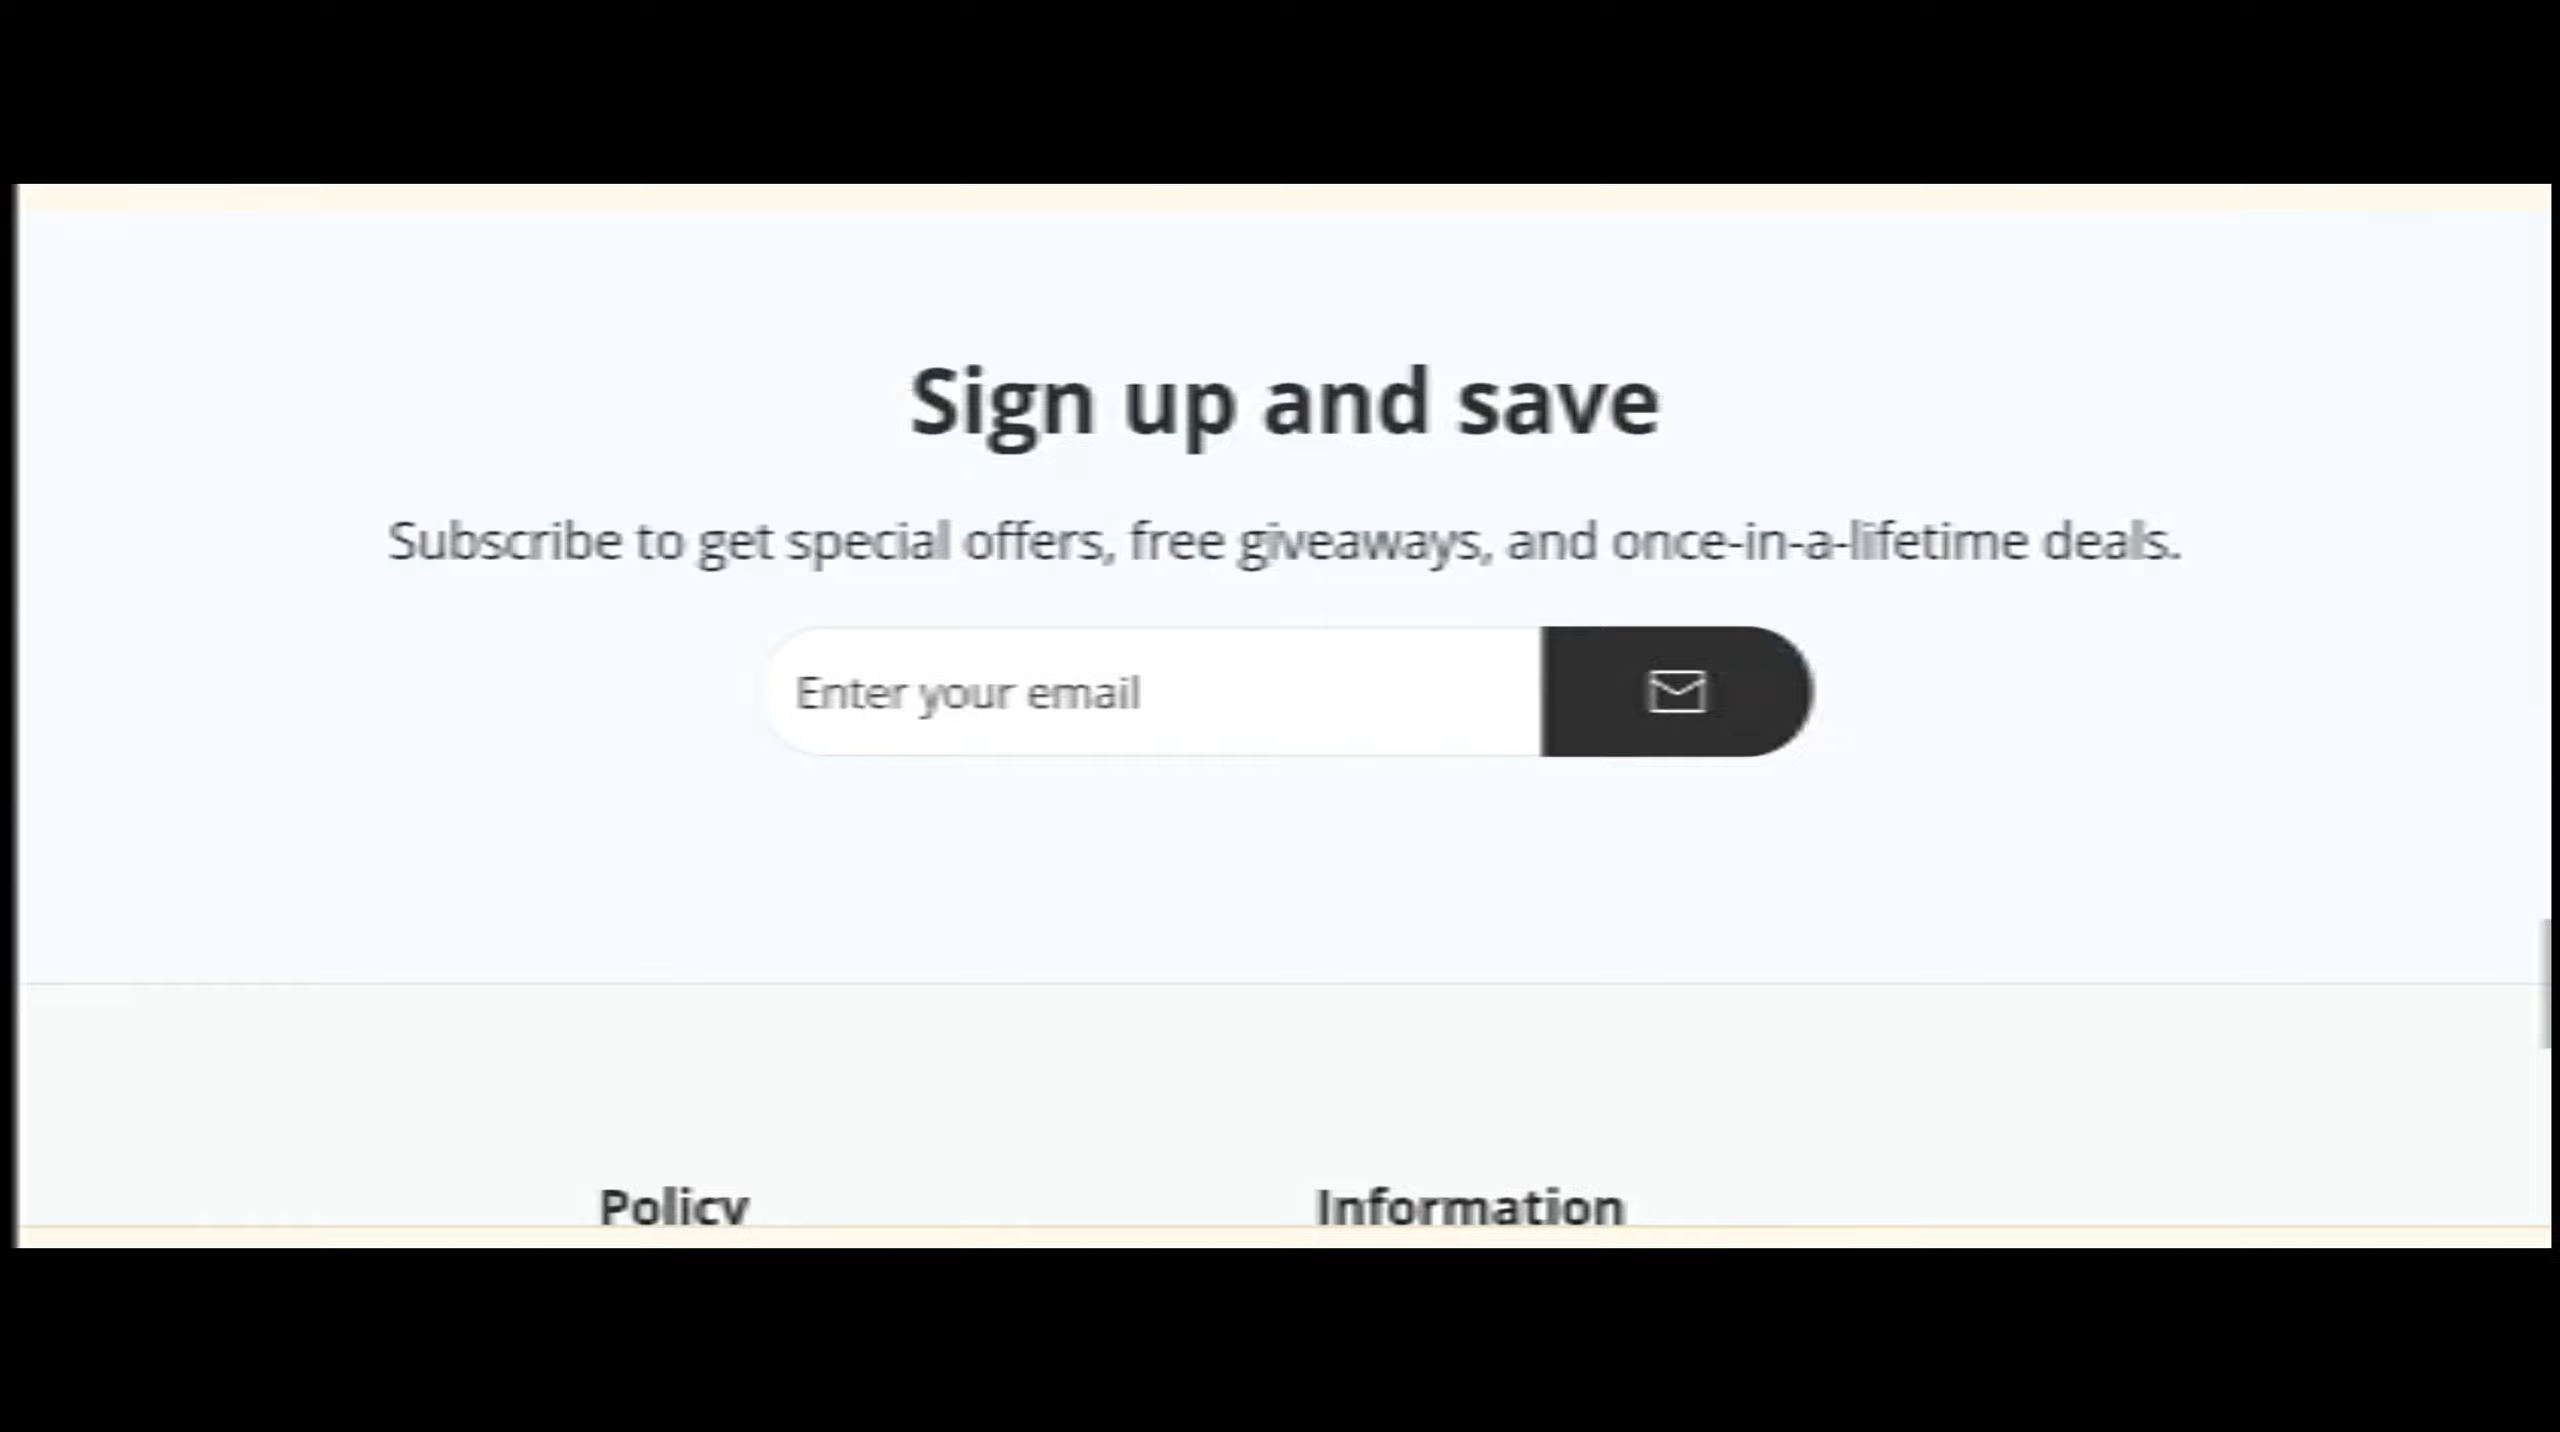 Sign up and save
Subscribe to get special offers, free giveaways, and once-in-a-lifetime deals.
Enter your email
Policy Information